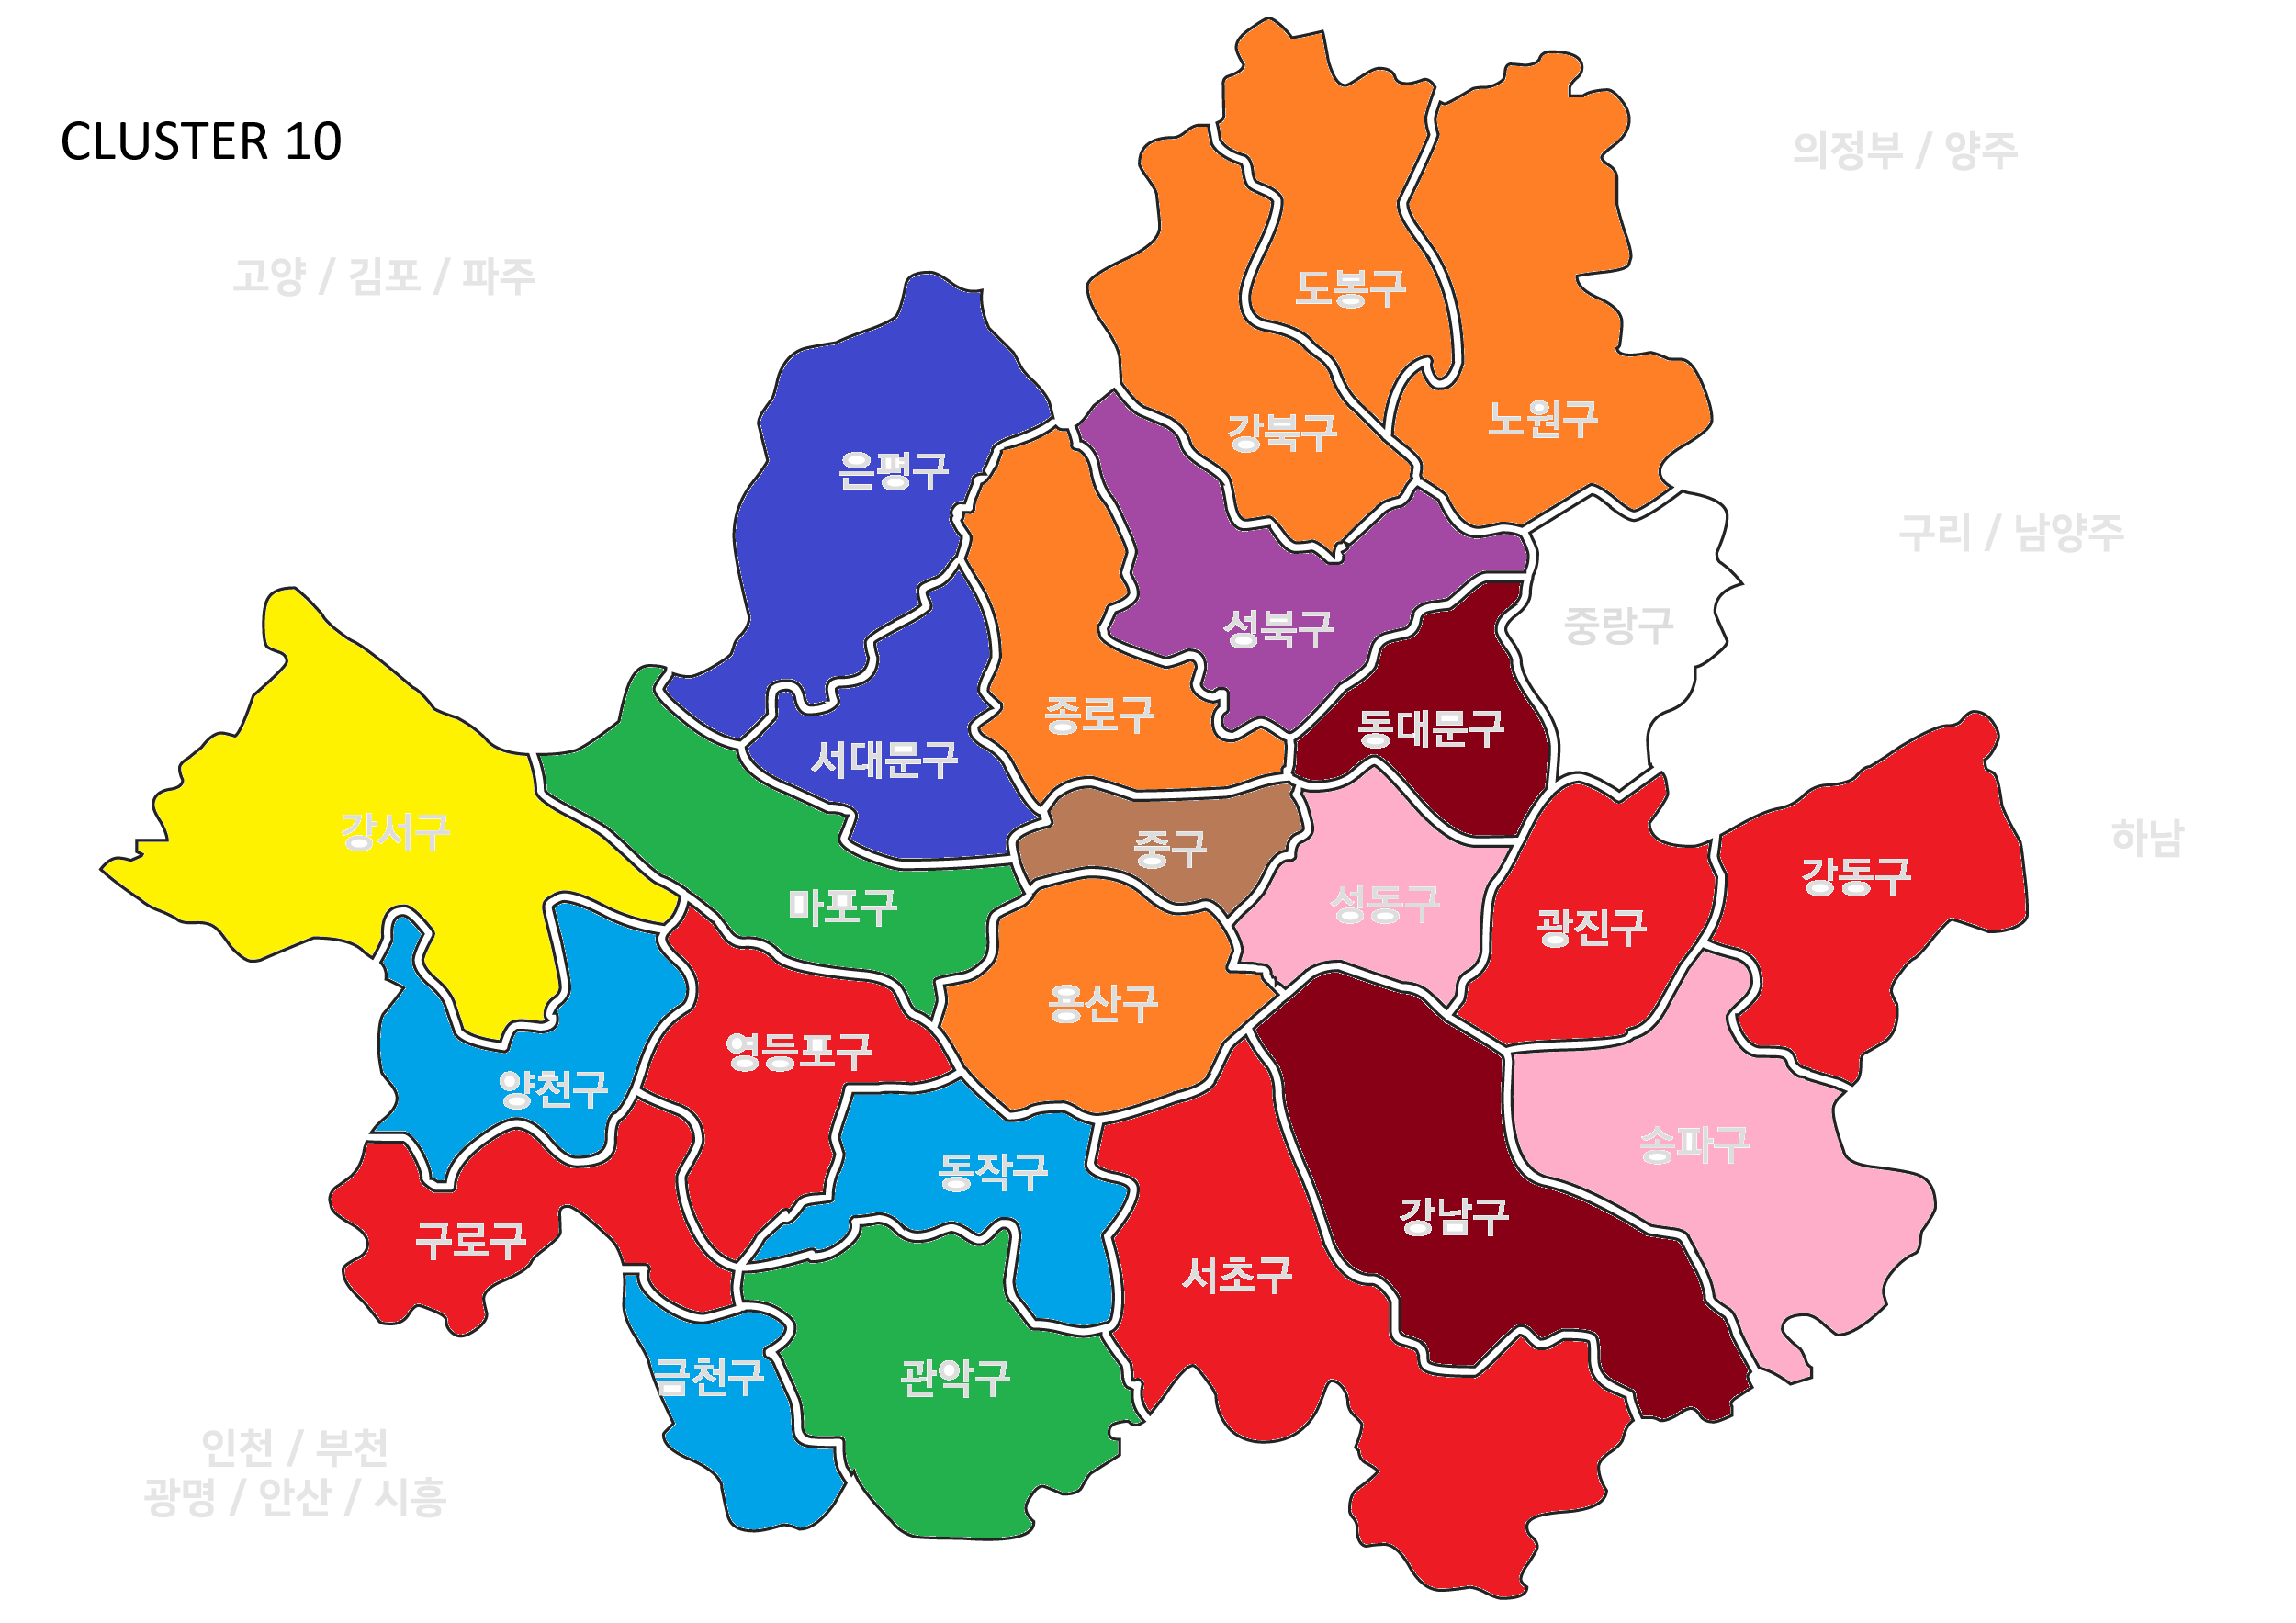 CLUSTER 10
의정부 / 양주
고양 / 김포 / 파주
도봉구
노원구
강북구
은평구
구리 / 남양주
중랑구
성북구
종로구
동대문구
서대문구
강서구
중구
하남
강동구
마포구
성동구
광진구
용산구
영등포구
양천구
송파구
동작구
강남구
구로구
서초구
금천구
관악구
인천 / 부천
광명 / 안산 / 시흥